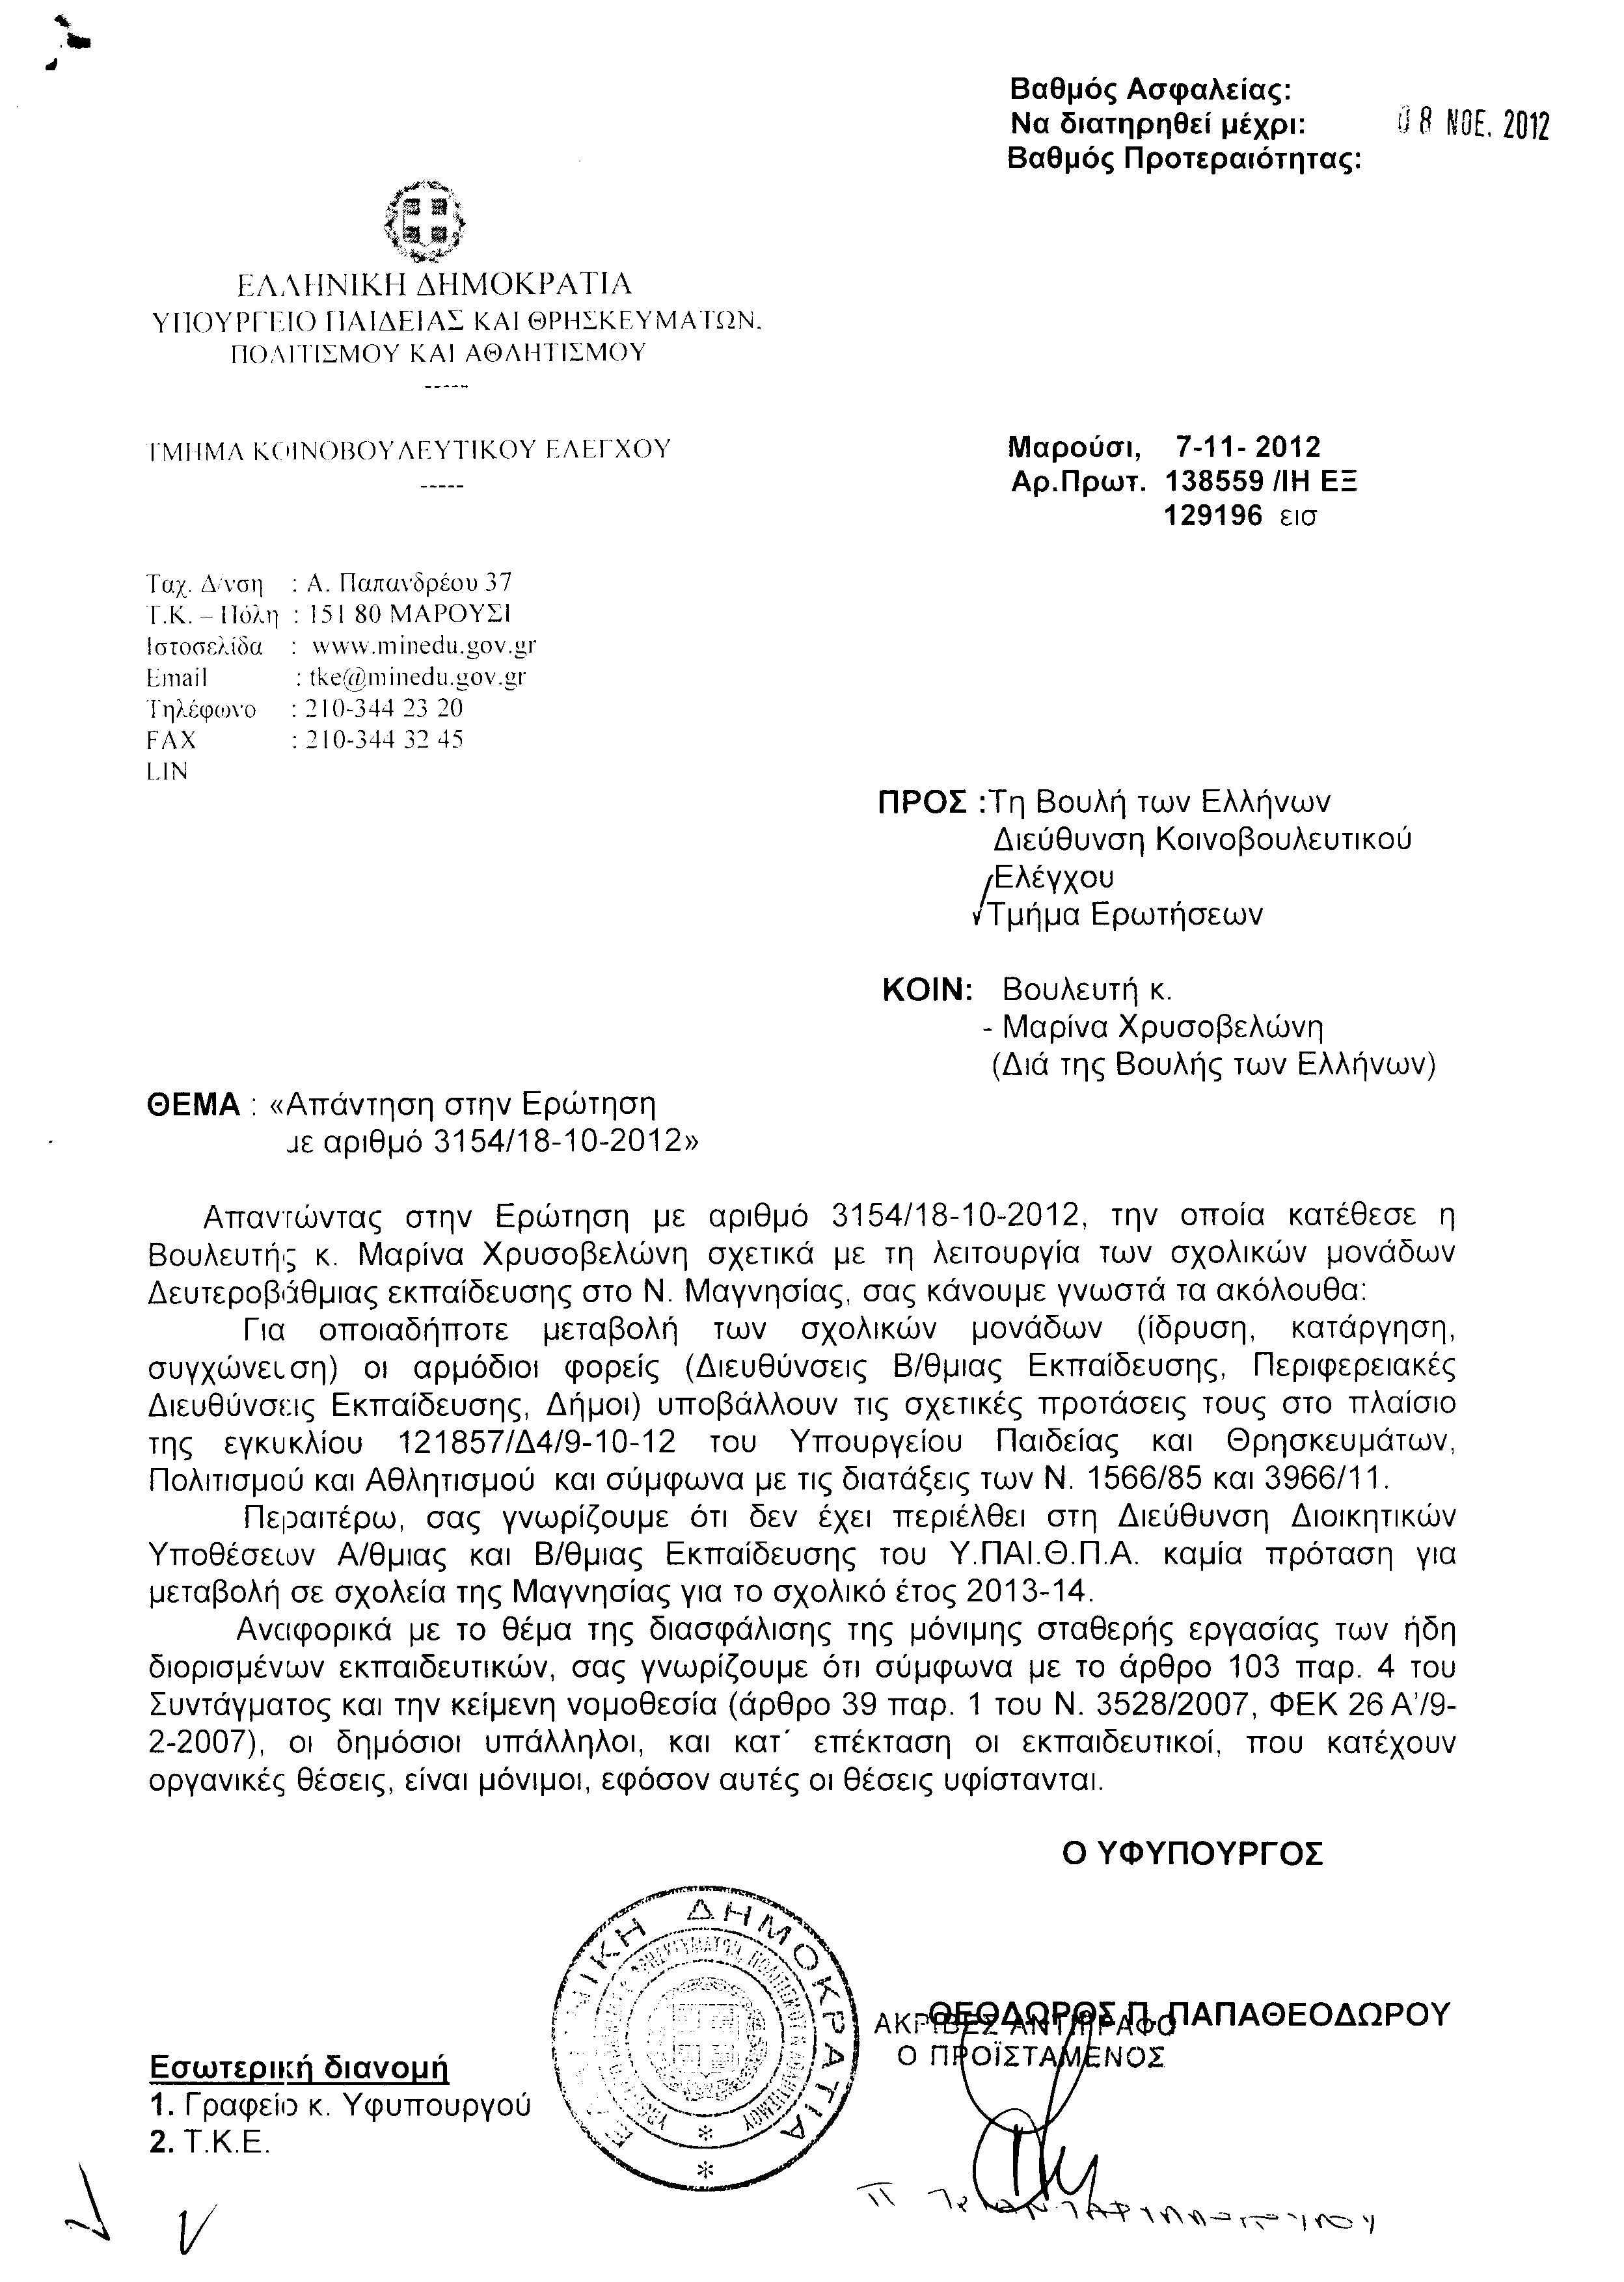 Βαθμός Ασφαλείας:
Να διατηρηθεί μέχρι: 08 ΝΟΕ. 2012
Βαθμός Προτεραιότητας:
ΕΛΛΗΝΙΚΗ ΔΗΜΟΚΡΑΤΙΑ
ΥΠΟΥΡΓΕΙΟ ΠΑΙΔΕΙΑΣ ΚΑΙ ΘΡΗΣΚΕΥΜΑΤΩΝ.
ΠΟΛΙΤΙΣΜΟΥ ΚΑΙ ΑΘΛΗΤΙΣΜΟΥ
-----
ΤΜΗΜΑ ΚΟΙΝΟΒΟΥΛΕΥΤΙΚΟΥ ΕΛΕΓΧΟΥ
-----
Μαρούσι, 7-11- 2012
Αρ.Πρωτ. 138559 /ΙΗ ΕΞ
129196 εισ
Ταχ. Δ/νση : Α. Παπανδρέου 37
Τ.Κ. – Πόλη : 151 80 ΜΑΡΟΥΣΙ
Ιστοσελίδα : www.minedu.gov.gr
Email : tke@minedu.gov.gr
Τηλέφωνο : 210-344 23 20
FAX : 210-344 32 45
LIN
ΠΡΟΣ :Τη Βουλή των Ελλήνων
Διεύθυνση Κοινοβουλευτικού
Ελέγχου
Τμήμα Ερωτήσεων
ΚΟΙΝ: Βουλευτή κ.
- Μαρίνα Χρυσοβελώνη
(Διά της Βουλής των Ελλήνων)
ΘΕΜΑ : «Απάντηση στην Ερώτηση
με αριθμό 3154/18-10-2012»
Απαντώντας στην Ερώτηση με αριθμό 3154/18-10-2012, την οποία κατέθεσε η
Βουλευτής κ. Μαρίνα Χρυσοβελώνη σχετικά με τη λειτουργία των σχολικών μονάδων
Δευτεροβάθμιας εκπαίδευσης στο Ν. Μαγνησίας, σας κάνουμε γνωστά τα ακόλουθα:
Για οποιαδήποτε μεταβολή των σχολικών μονάδων (ίδρυση, κατάργηση,
συγχώνευση) οι αρμόδιοι φορείς (Διευθύνσεις Β/θμιας Εκπαίδευσης, Περιφερειακές
Διευθύνσεις Εκπαίδευσης, Δήμοι) υποβάλλουν τις σχετικές προτάσεις τους στο πλαίσιο
της εγκυκλίου 121857/Δ4/9-10-12 του Υπουργείου Παιδείας και Θρησκευμάτων,
Πολιτισμού και Αθλητισμού και σύμφωνα με τις διατάξεις των Ν. 1566/85 και 3966/11.
Περαιτέρω, σας γνωρίζουμε ότι δεν έχει περιέλθει στη Διεύθυνση Διοικητικών
Υποθέσεων Α/θμιας και Β/θμιας Εκπαίδευσης του Υ.ΠΑΙ.Θ.Π.Α. καμία πρόταση για
μεταβολή σε σχολεία της Μαγνησίας για το σχολικό έτος 2013-14.
Αναφορικά με το θέμα της διασφάλισης της μόνιμης σταθερής εργασίας των ήδη
διορισμένων εκπαιδευτικών, σας γνωρίζουμε ότι σύμφωνα με το άρθρο 103 παρ. 4 του
Συντάγματος και την κείμενη νομοθεσία (άρθρο 39 παρ. 1 του Ν. 3528/2007, ΦΕΚ 26 Α'/9-
2-2007), οι δημόσιοι υπάλληλοι, και κατ' επέκταση οι εκπαιδευτικοί, που κατέχουν
οργανικές θέσεις, είναι μόνιμοι, εφόσον αυτές οι θέσεις υφίστανται.
Ο ΥΦΥΠΟΥΡΓΟΣ
ΕΛΛΗΝΙΚΗ ΔΗΜΟΚΡΑΤΙΑ
ΘΕΟΔΩΡΟΣ Π. ΠΑΠΑΘΕΟΔΩΡΟΥ
ΑΚΡΙΒΕΣ ΑΝΤΙΓΡΑΦΟ
Ο ΠΡΟΪΣΤΑΜΕΝΟΣ
Εσωτερική διανομή
1. Γραφείο κ. Υφυπουργού
2. Τ.Κ.Ε.